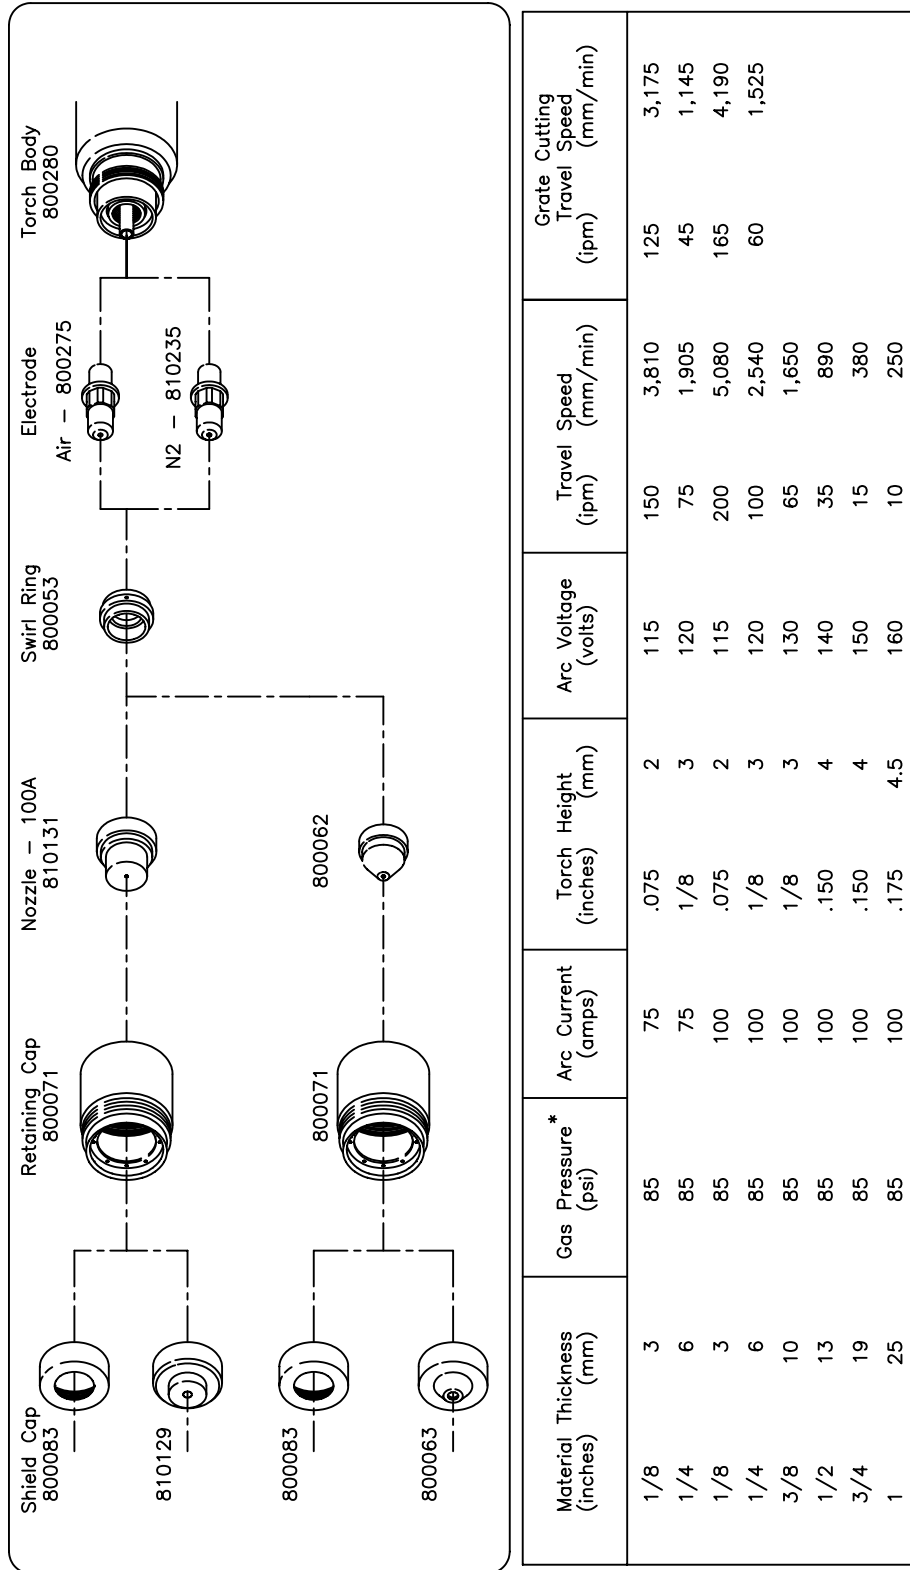 Shield Cap
800083
810129
800083
800063
Retaining Cap
800071
800071
Nozzle – 100A
810131
800062
Swirl Ring
800053
Electrode
Air – 800275
N2 – 810235
Torch Body
800280
Material Thickness
(inches) (mm)
Gas Pressure*
(psi)
Arc Current
(amps)
Torch Height
(inches) (mm)
Arc Voltage
(volts)
Travel Speed
(ipm) (mm/min)
Grate Cutting
Travel Speed
(ipm) (mm/min)
1/8 3 85 75 .075 2 115 150 3,810 125 3,175
1/4 6 85 75 1/8 3 120 75 1,905 45 1,145
1/8 3 85 100 .075 2 115 200 5,080 165 4,190
1/4 6 85 100 1/8 3 120 100 2,540 60 1,525
3/8 10 85 100 1/8 3 130 65 1,650
1/2 13 85 100 .150 4 140 35 890
3/4 19 85 100 .150 4 150 15 380
1 25 85 100 .175 4.5 160 10 250